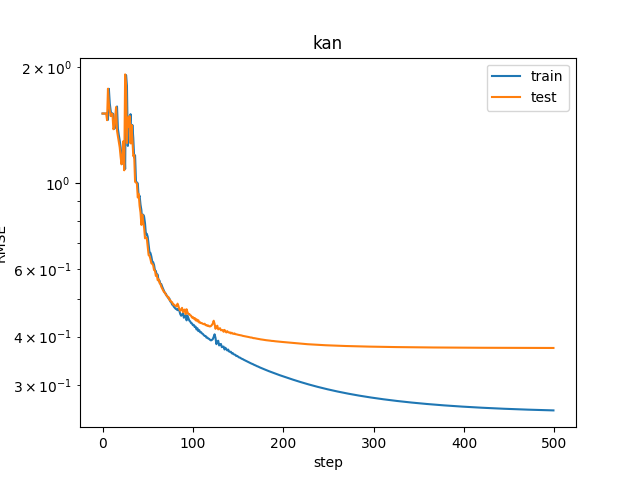 kan
train
test
2 × 10⁰
10⁰
6 × 10⁻¹
4 × 10⁻¹
3 × 10⁻¹
RMSE
0 100 200 300 400 500
step